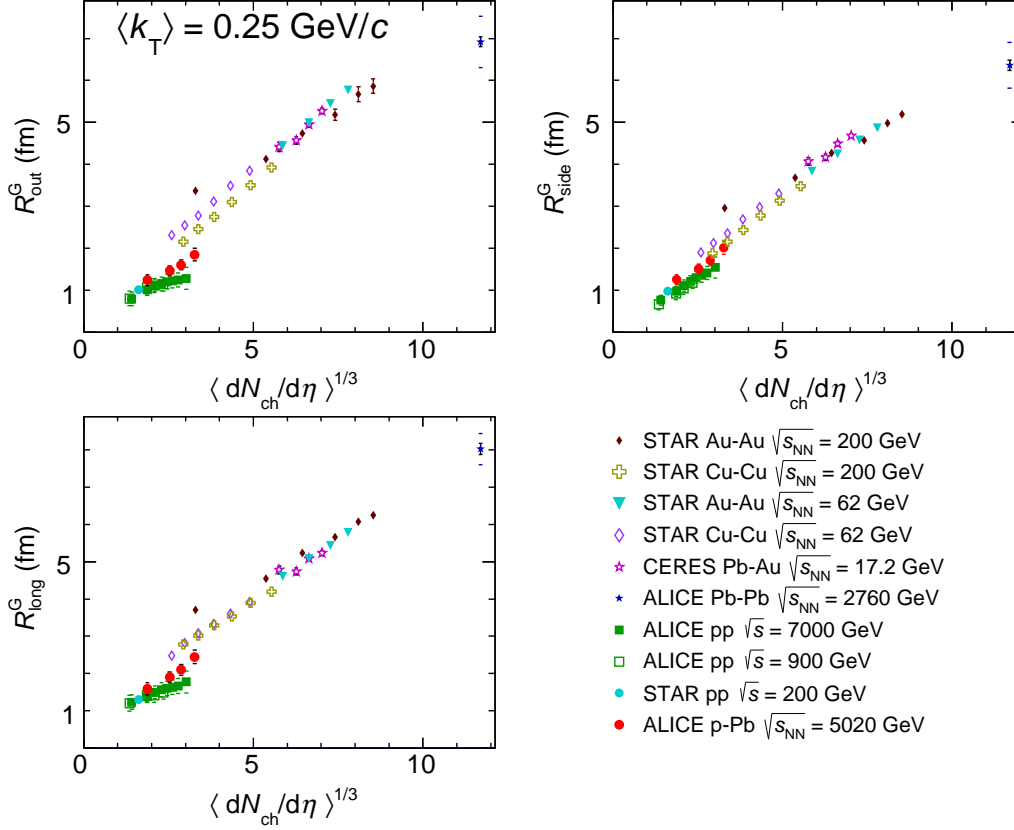 ⟨k_T⟩ = 0.25 GeV/c
R^G_out (fm)
5
1
0 5 10
⟨ dN_ch/dη ⟩^1/3
R^G_side (fm)
5
1
0 5 10
⟨ dN_ch/dη ⟩^1/3
R^G_long (fm)
5
1
0 5 10
⟨ dN_ch/dη ⟩^1/3
STAR Au-Au √s_NN = 200 GeV
STAR Cu-Cu √s_NN = 200 GeV
STAR Au-Au √s_NN = 62 GeV
STAR Cu-Cu √s_NN = 62 GeV
CERES Pb-Au √s_NN = 17.2 GeV
ALICE Pb-Pb √s_NN = 2760 GeV
ALICE pp √s = 7000 GeV
ALICE pp √s = 900 GeV
STAR pp √s = 200 GeV
ALICE p-Pb √s_NN = 5020 GeV